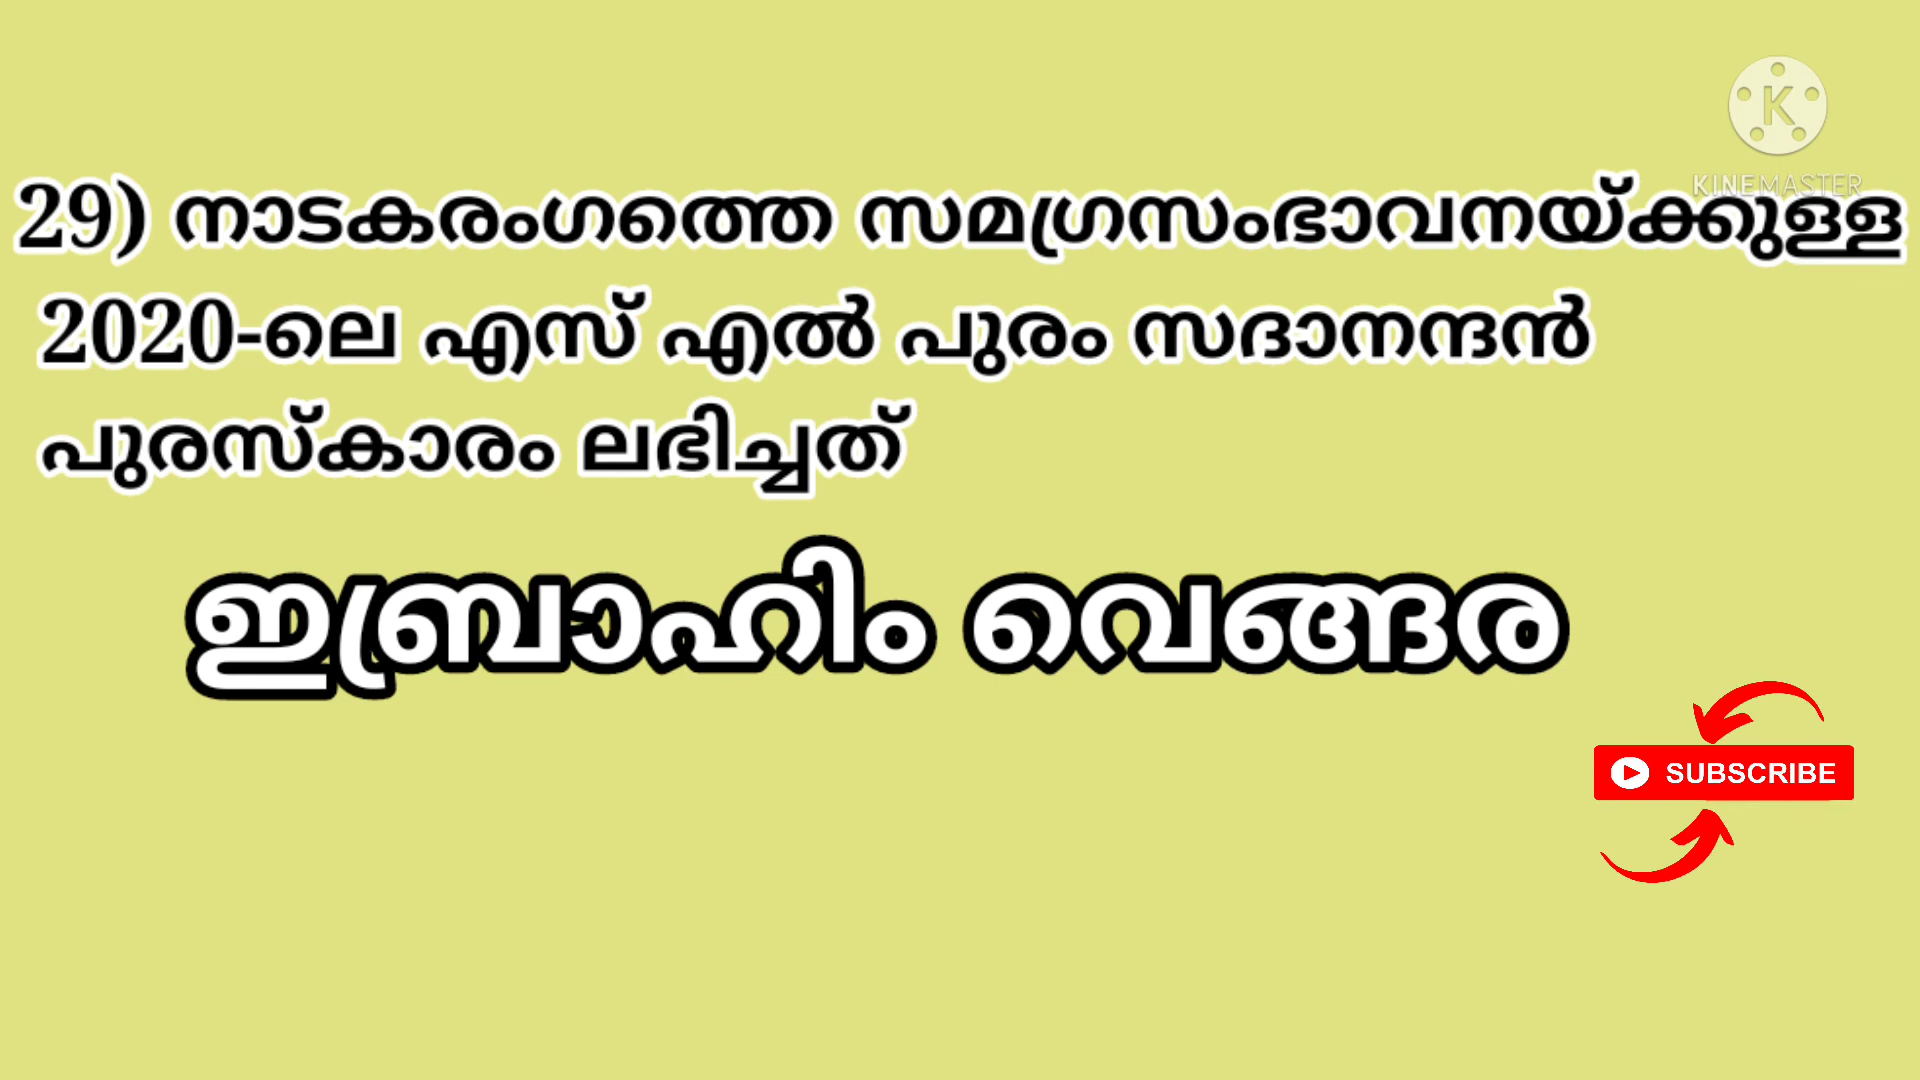 KINEMASTER
29) നാടകരംഗത്തെ സമഗ്രസംഭാവനയ്ക്കുള്ള
2020-ലെ എസ് എൽ പുരം സദാനന്ദൻ
പുരസ്കാരം ലഭിച്ചത്
ഇബ്രാഹിം വെങ്ങര
SUBSCRIBE